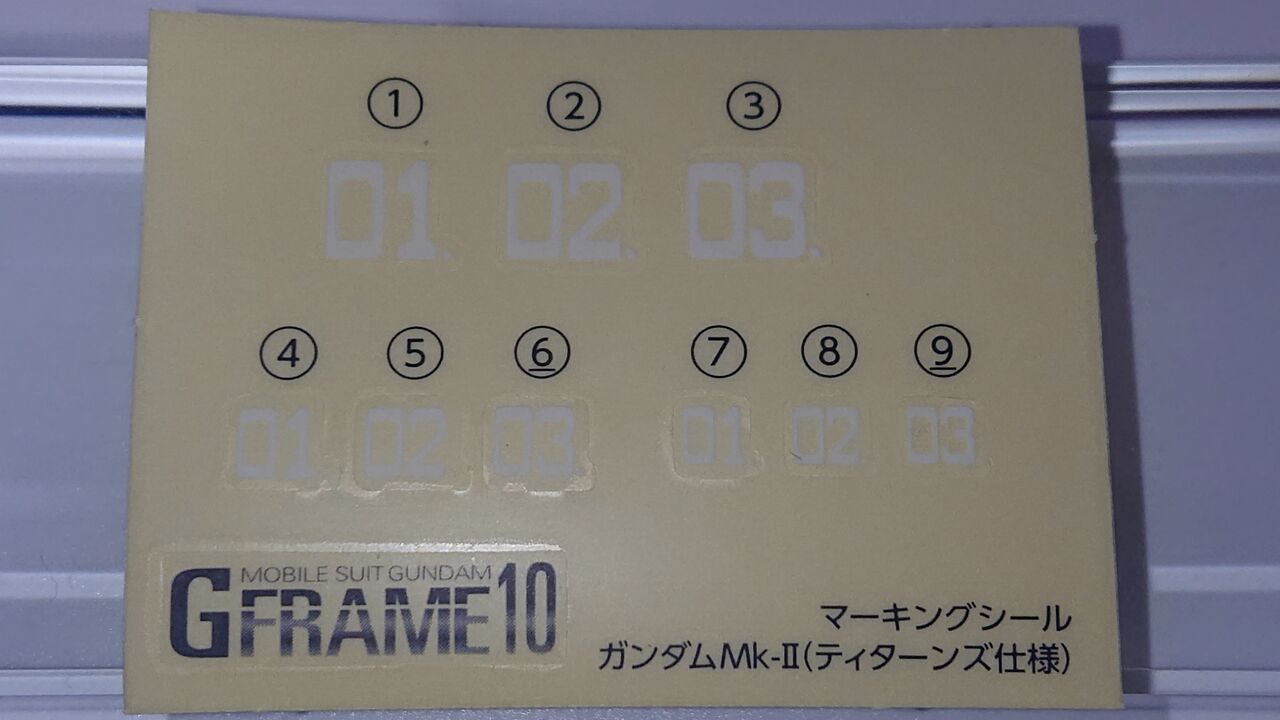 ① ② ③
01. 02. 03.
④ ⑤ ⑥ ⑦ ⑧ ⑨
01. 02. 03. 01. 02. 03.
MOBILE SUIT GUNDAM
GFRAME10
マーキングシール
ガンダムMk-II(ティターンズ仕様)